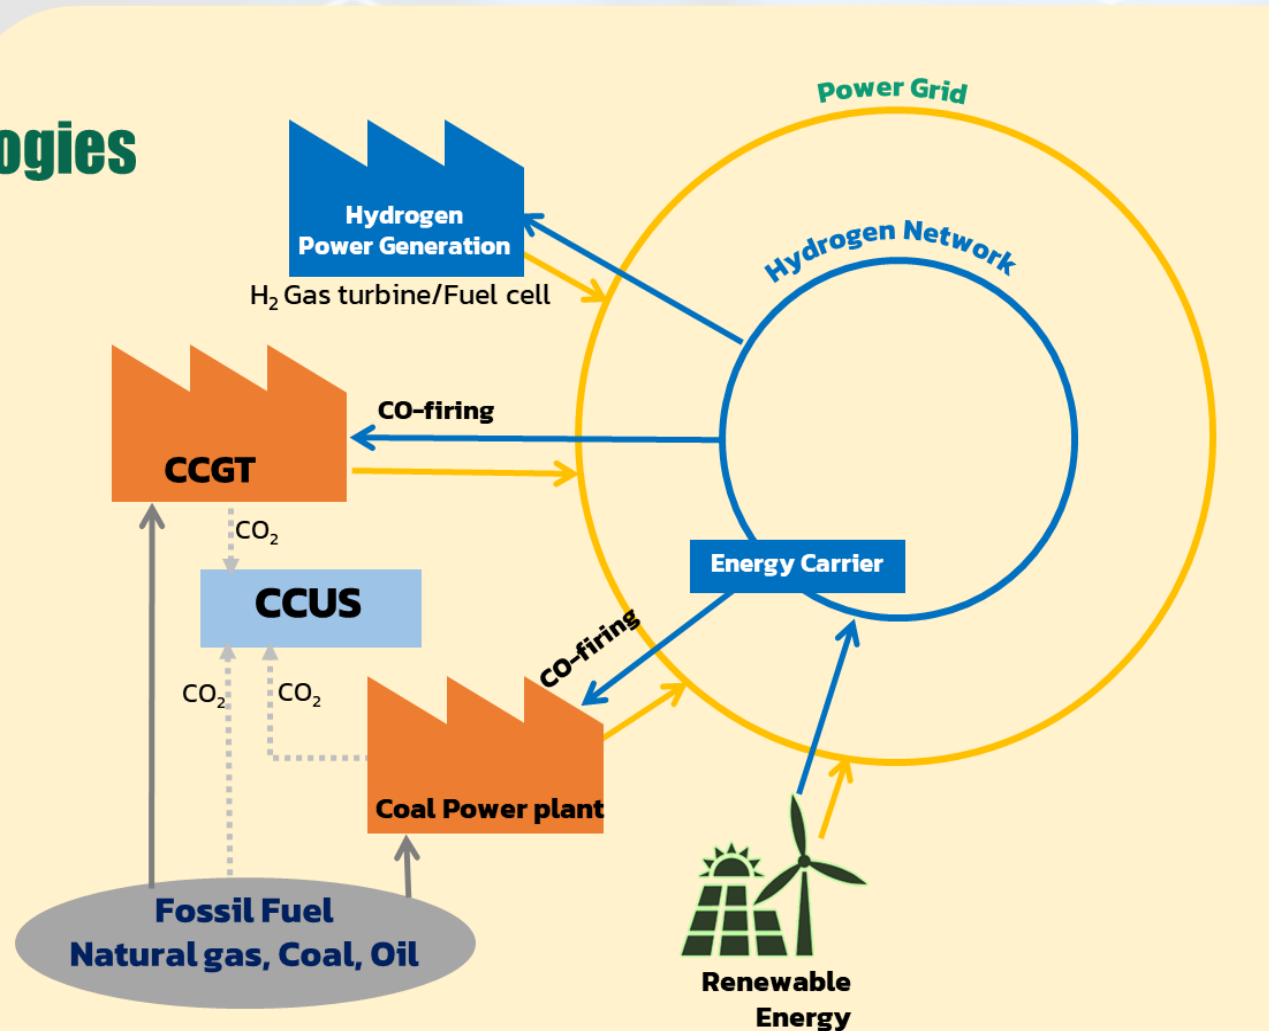 Power Grid
ogies
Hydrogen
Power Generation
Hydrogen Network
H₂ Gas turbine/Fuel cell
CO-firing
CCGT
CO₂
Energy Carrier
CCUS
CO-firing
CO₂
CO₂
Coal Power plant
Fossil Fuel
Natural gas, Coal, Oil
Renewable
Energy